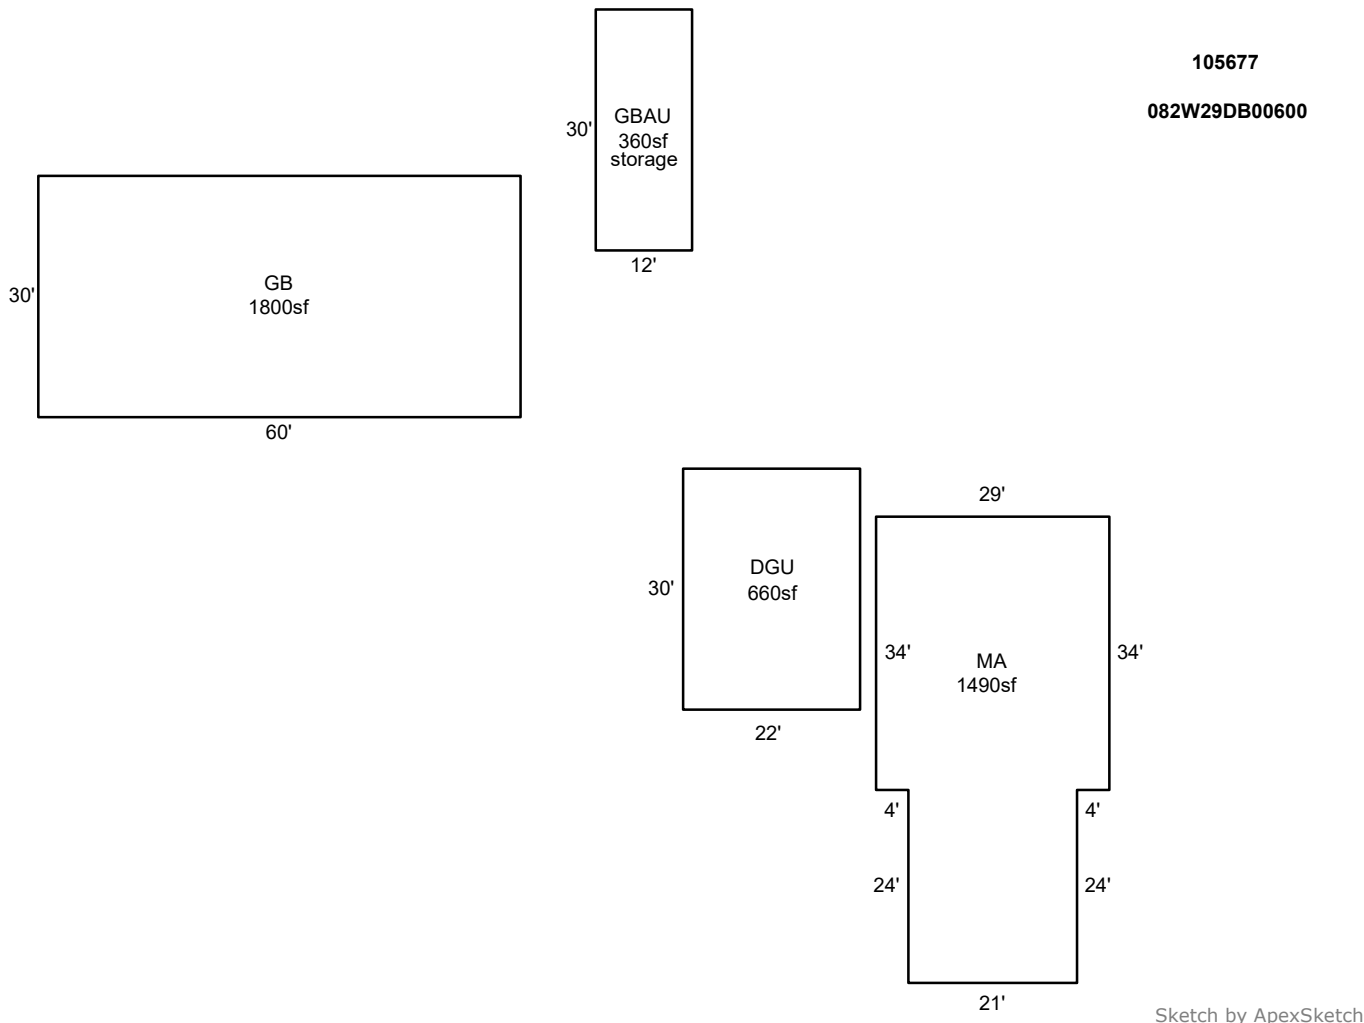 105677
082W29DB00600
30'
GBAU
360sf
storage
12'
30'
GB
1800sf
60'
30'
DGU
660sf
22'
29'
34'
MA
1490sf
34'
4'
4'
24'
24'
21'
Sketch by ApexSketch